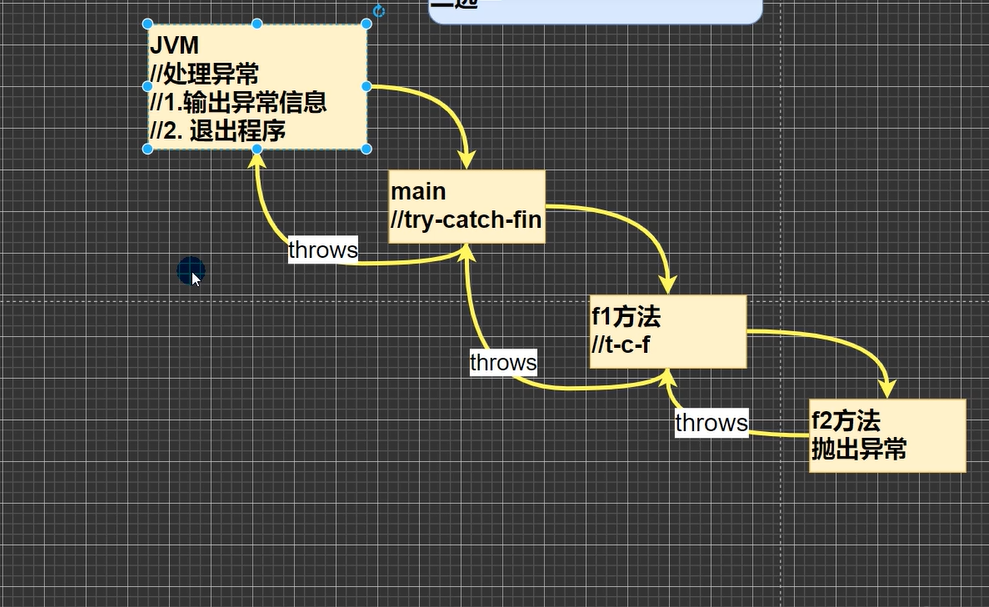 JVM
//处理异常
//1.输出异常信息
//2. 退出程序
main
//try-catch-fin
throws
f1方法
//t-c-f
throws
throws
f2方法
抛出异常